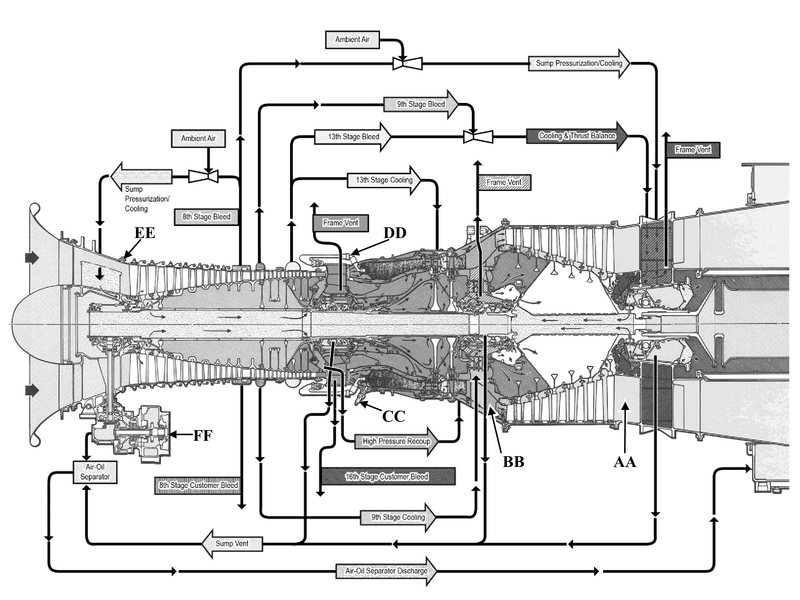 Ambient Air
Sump Pressurization/Cooling
9th Stage Bleed
Ambient Air
13th Stage Bleed
Cooling & Thrust Balance
Frame Vent
Sump
Pressurization/
Cooling
13th Stage Cooling
Frame Vent
8th Stage Bleed
Frame Vent
EE
DD
CC
FF
High Pressure Recoup
BB
AA
Air-Oil
Separator
8th Stage Customer Bleed
16th Stage Customer Bleed
9th Stage Cooling
Sump Vent
Air-Oil Separator Discharge